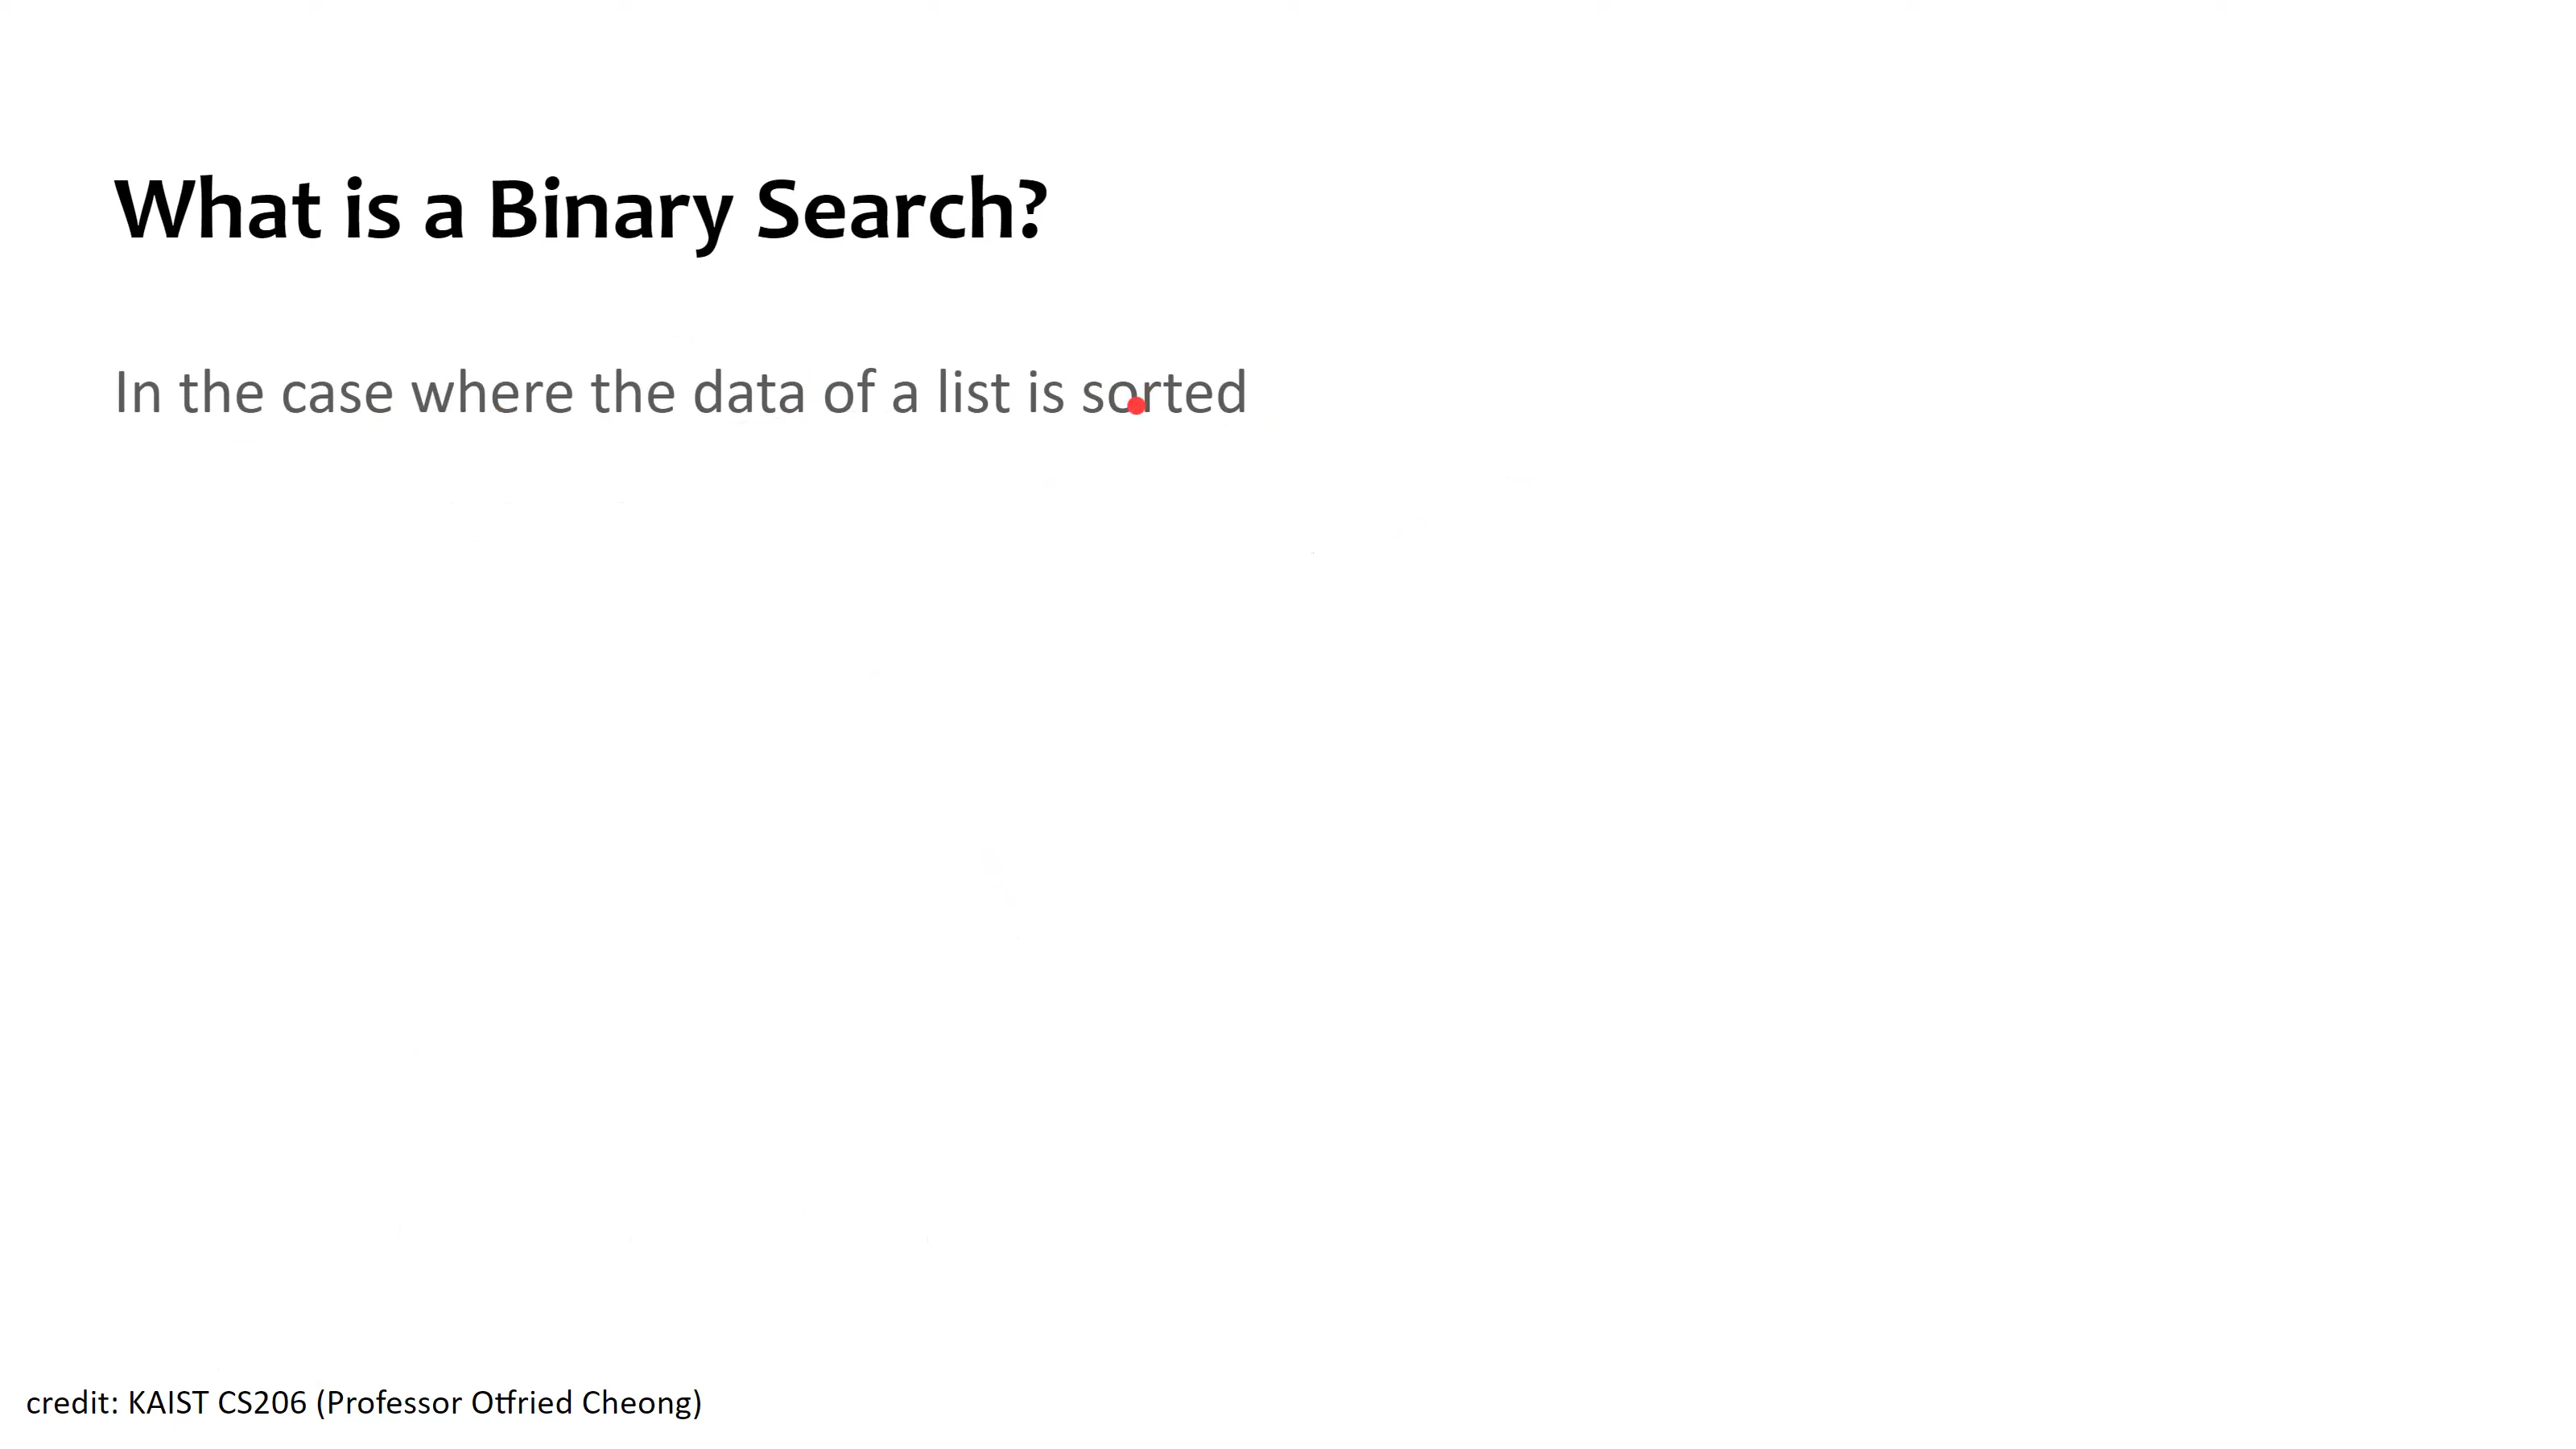 What is a Binary Search?
In the case where the data of a list is sorted
credit: KAIST CS206 (Professor Otfried Cheong)